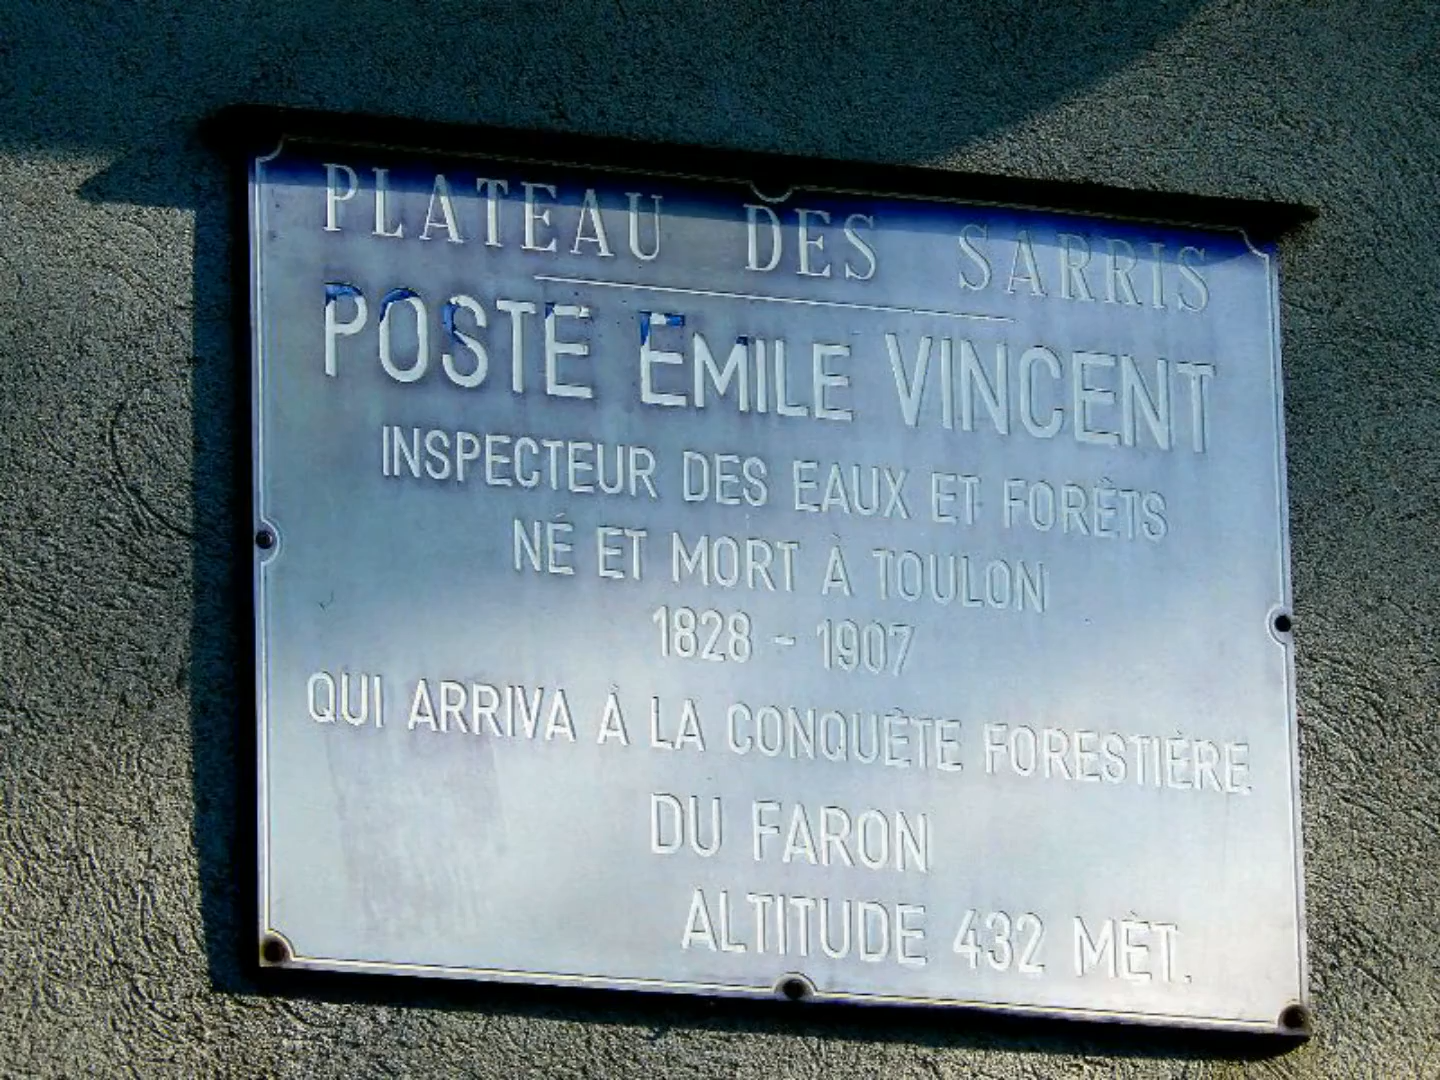 PLATEAU DES SARRIS
POSTE EMILE VINCENT
INSPECTEUR DES EAUX ET FORÊTS
NÉ ET MORT À TOULON
1828 - 1907
QUI ARRIVA À LA CONQUÊTE FORESTIÈRE
DU FARON
ALTITUDE 432 MÈT.